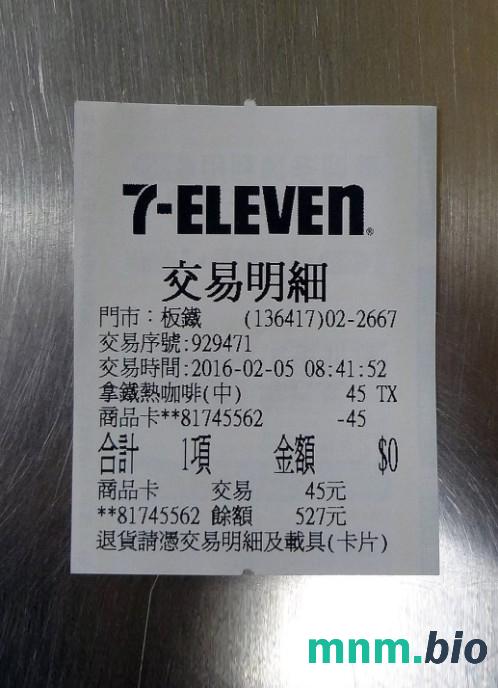 7-ELEVEN®
交易明細
門市：板鐵 (136417)02-2667
交易序號:929471
交易時間:2016-02-05 08:41:52
拿鐵熱咖啡(中) 45 TX
商品卡**81745562 -45
合計 1項 金額 $0
商品卡 交易 45元
**81745562 餘額 527元
退貨請憑交易明細及載具(卡片)
mnm.bio